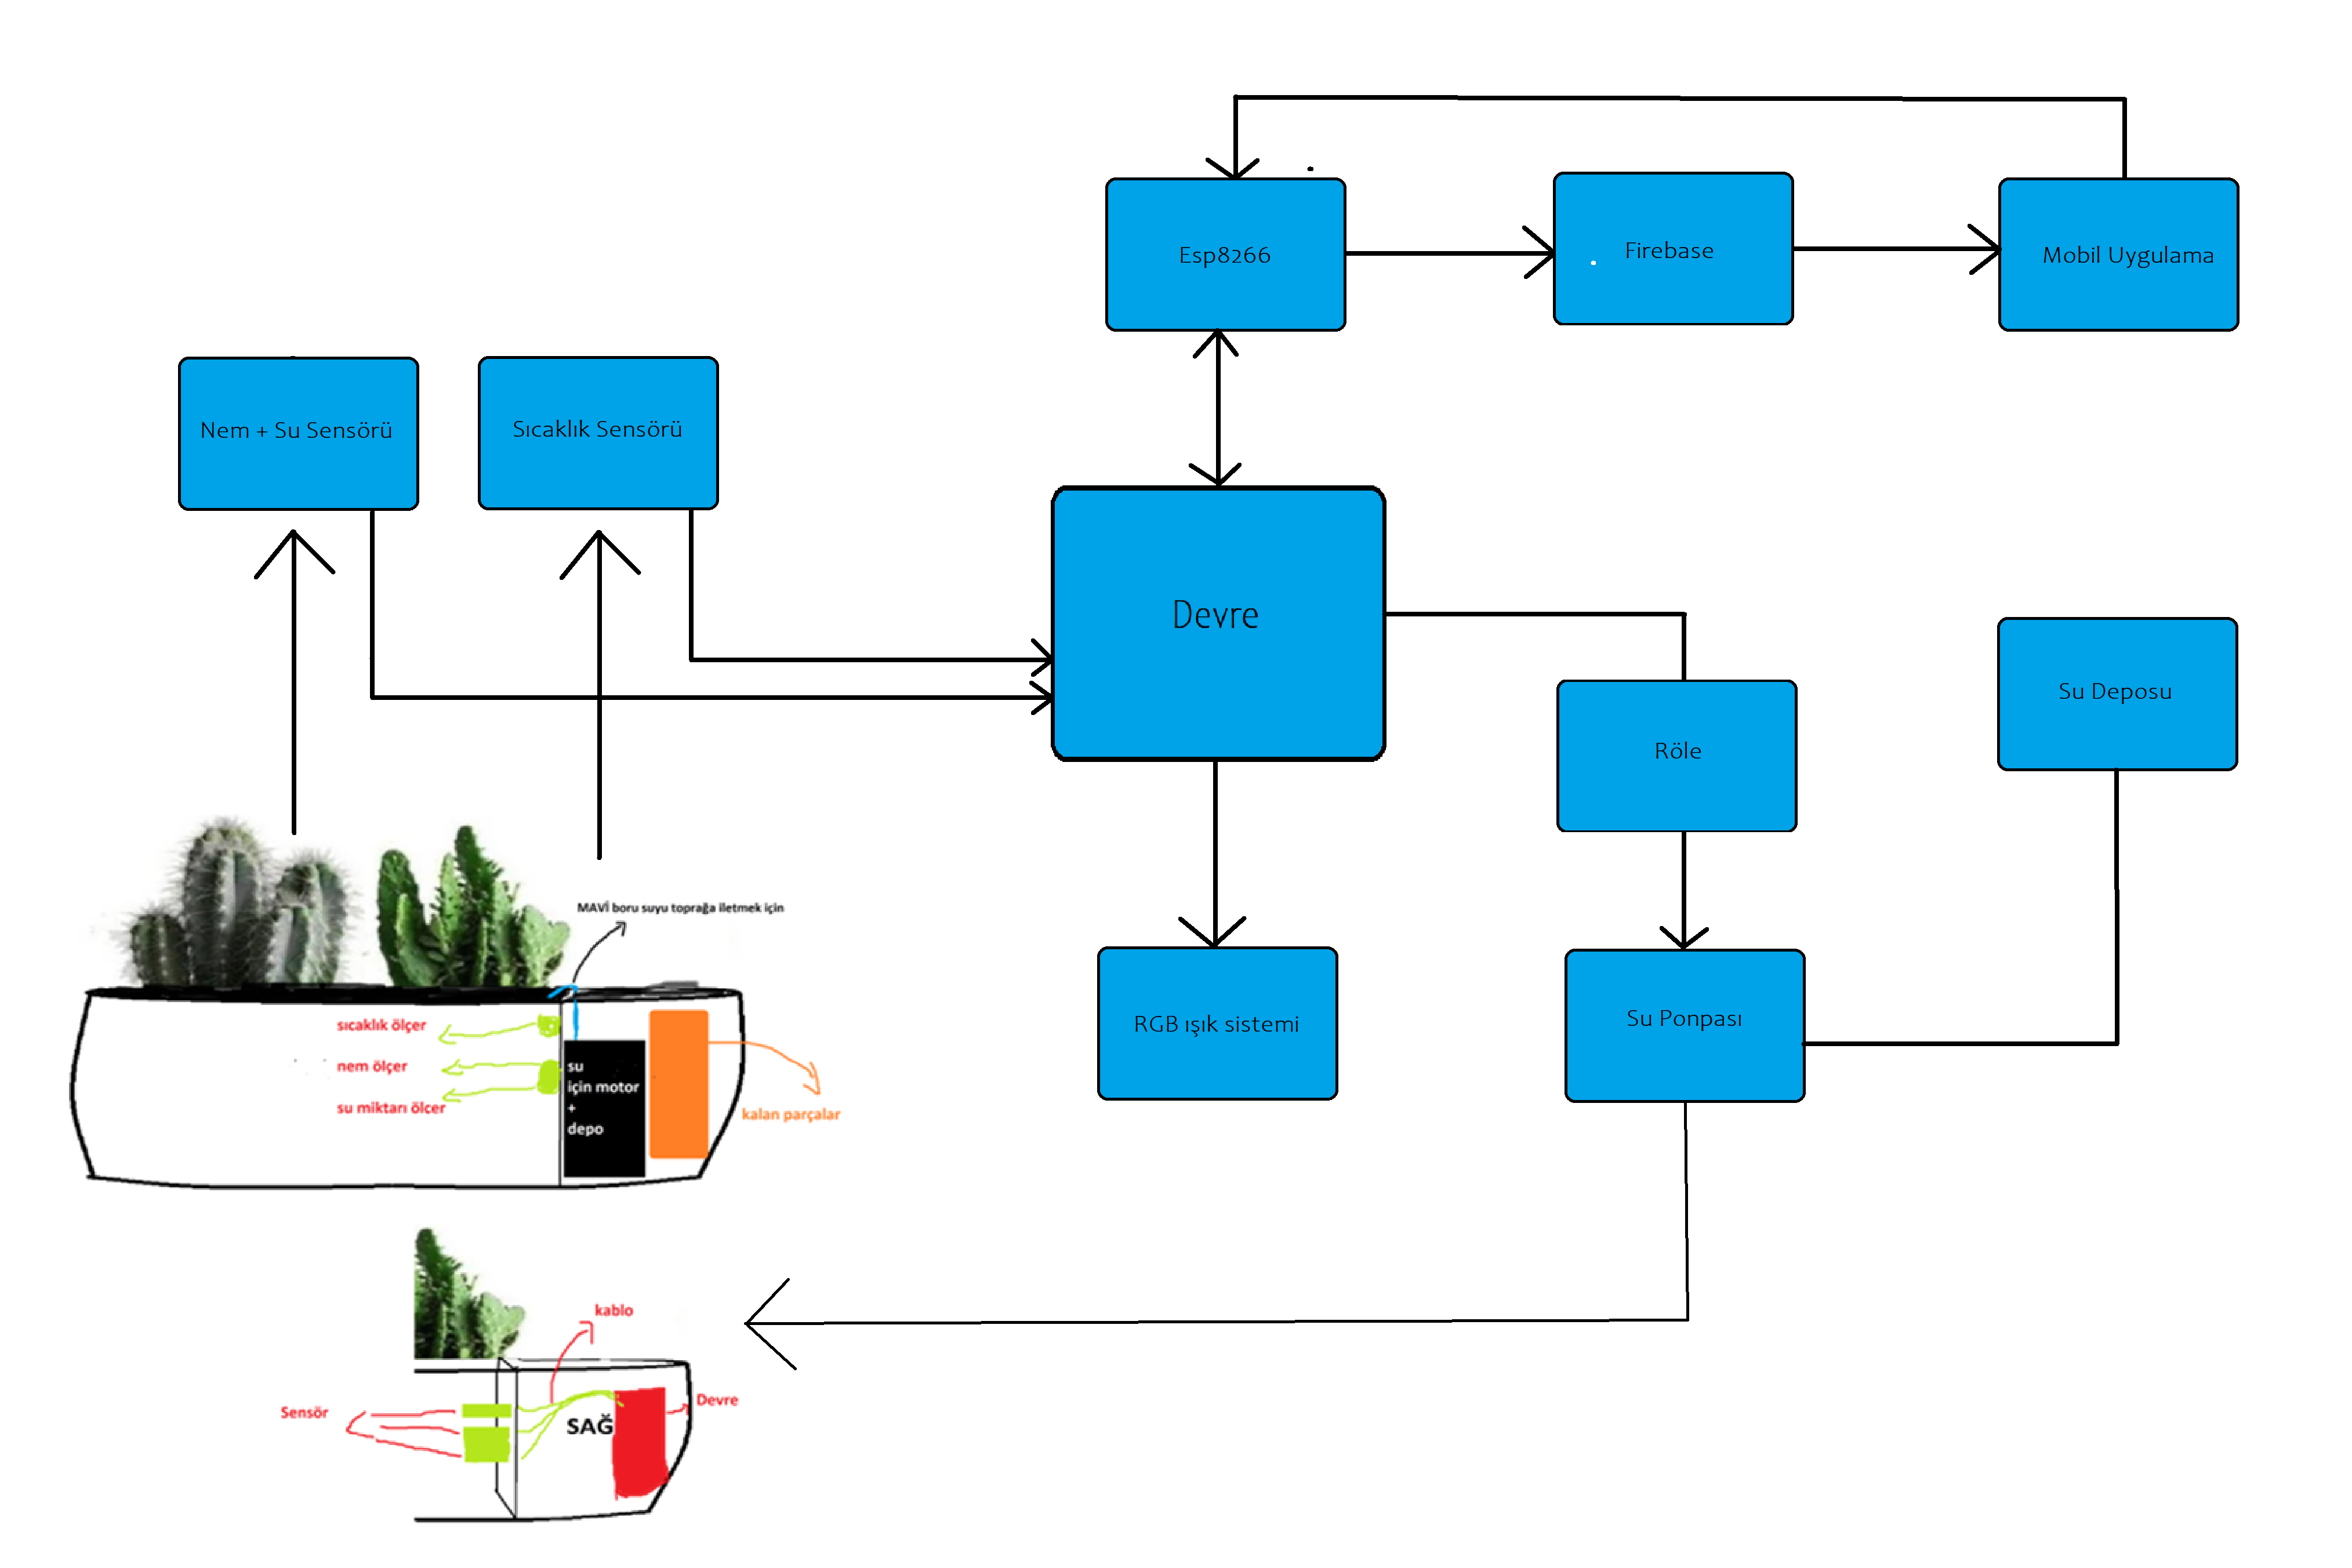 Esp8266
Firebase
Mobil Uygulama
Nem + Su Sensörü
Sıcaklık Sensörü
Devre
Su Deposu
Röle
MAVİ boru suyu toprağa iletmek için
RGB ışık sistemi
Su Ponpası
sıcaklık ölçer
nem ölçer
su miktarı ölçer
su
için motor
+
depo
kalan parçalar
kablo
Sensör
SAĞ
Devre